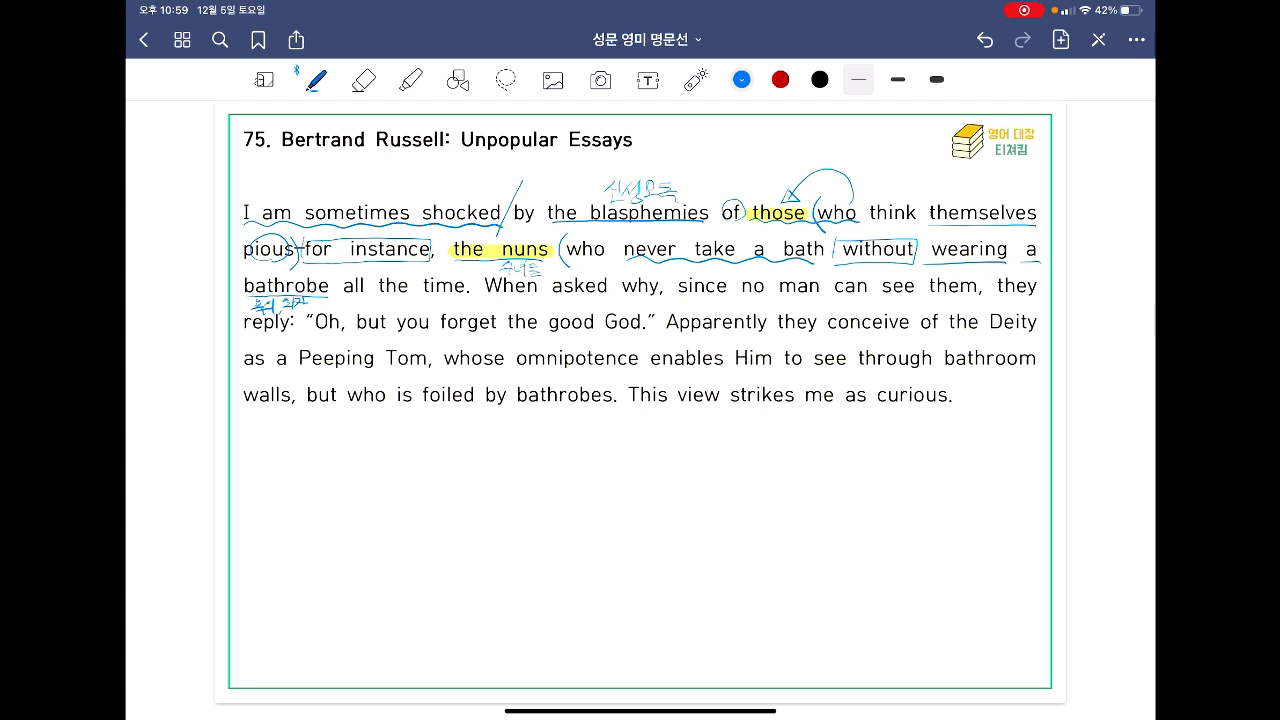 오후 10:59 12월 5일 토요일
42%
성문 영미 명문선
75. Bertrand Russell: Unpopular Essays
영어 대장
티쳐킴
신성모독
I am sometimes shocked by the blasphemies of those who think themselves
pious-for instance, the nuns who never take a bath without wearing a
수녀들
bathrobe all the time. When asked why, since no man can see them, they
reply: “Oh, but you forget the good God.” Apparently they conceive of the Deity
as a Peeping Tom, whose omnipotence enables Him to see through bathroom
walls, but who is foiled by bathrobes. This view strikes me as curious.